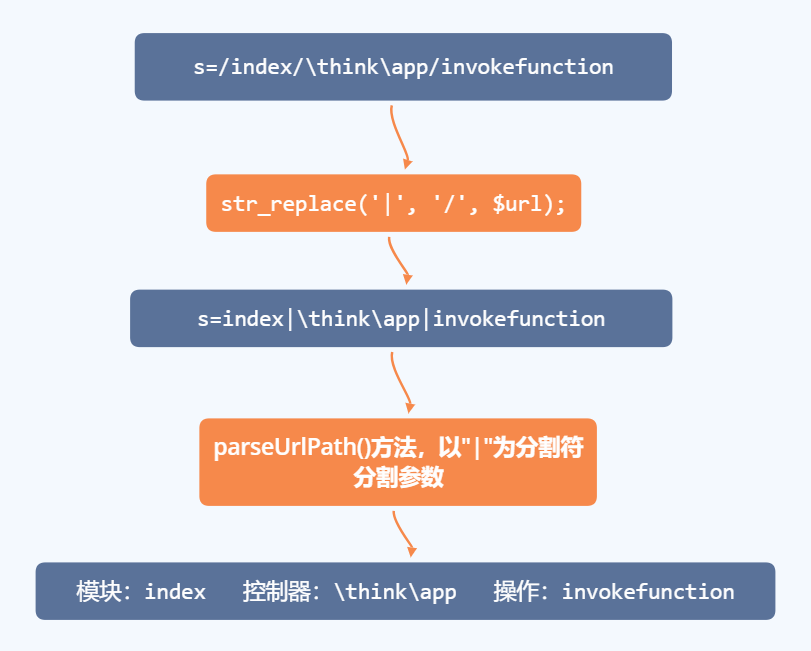 s=/index/\think\app/invokefunction
str_replace('|', '/', $url);
s=index|\think\app|invokefunction
parseUrlPath()方法，以"|"为分割符
分割参数
模块：index 控制器：\think\app 操作：invokefunction